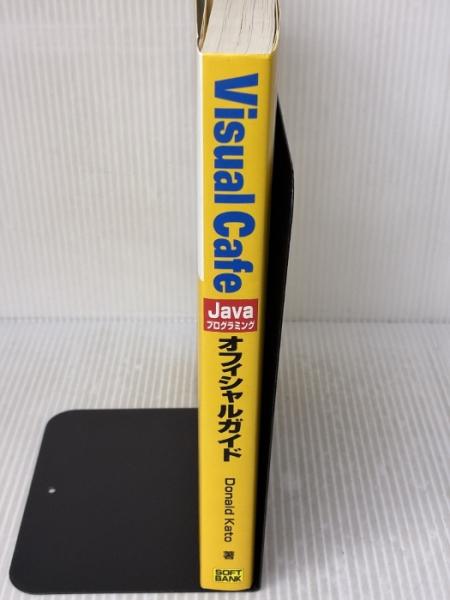 Visual Cafe
Java
プログラミング
オフィシャルガイド
Donald Kato 著
SOFT
BANK